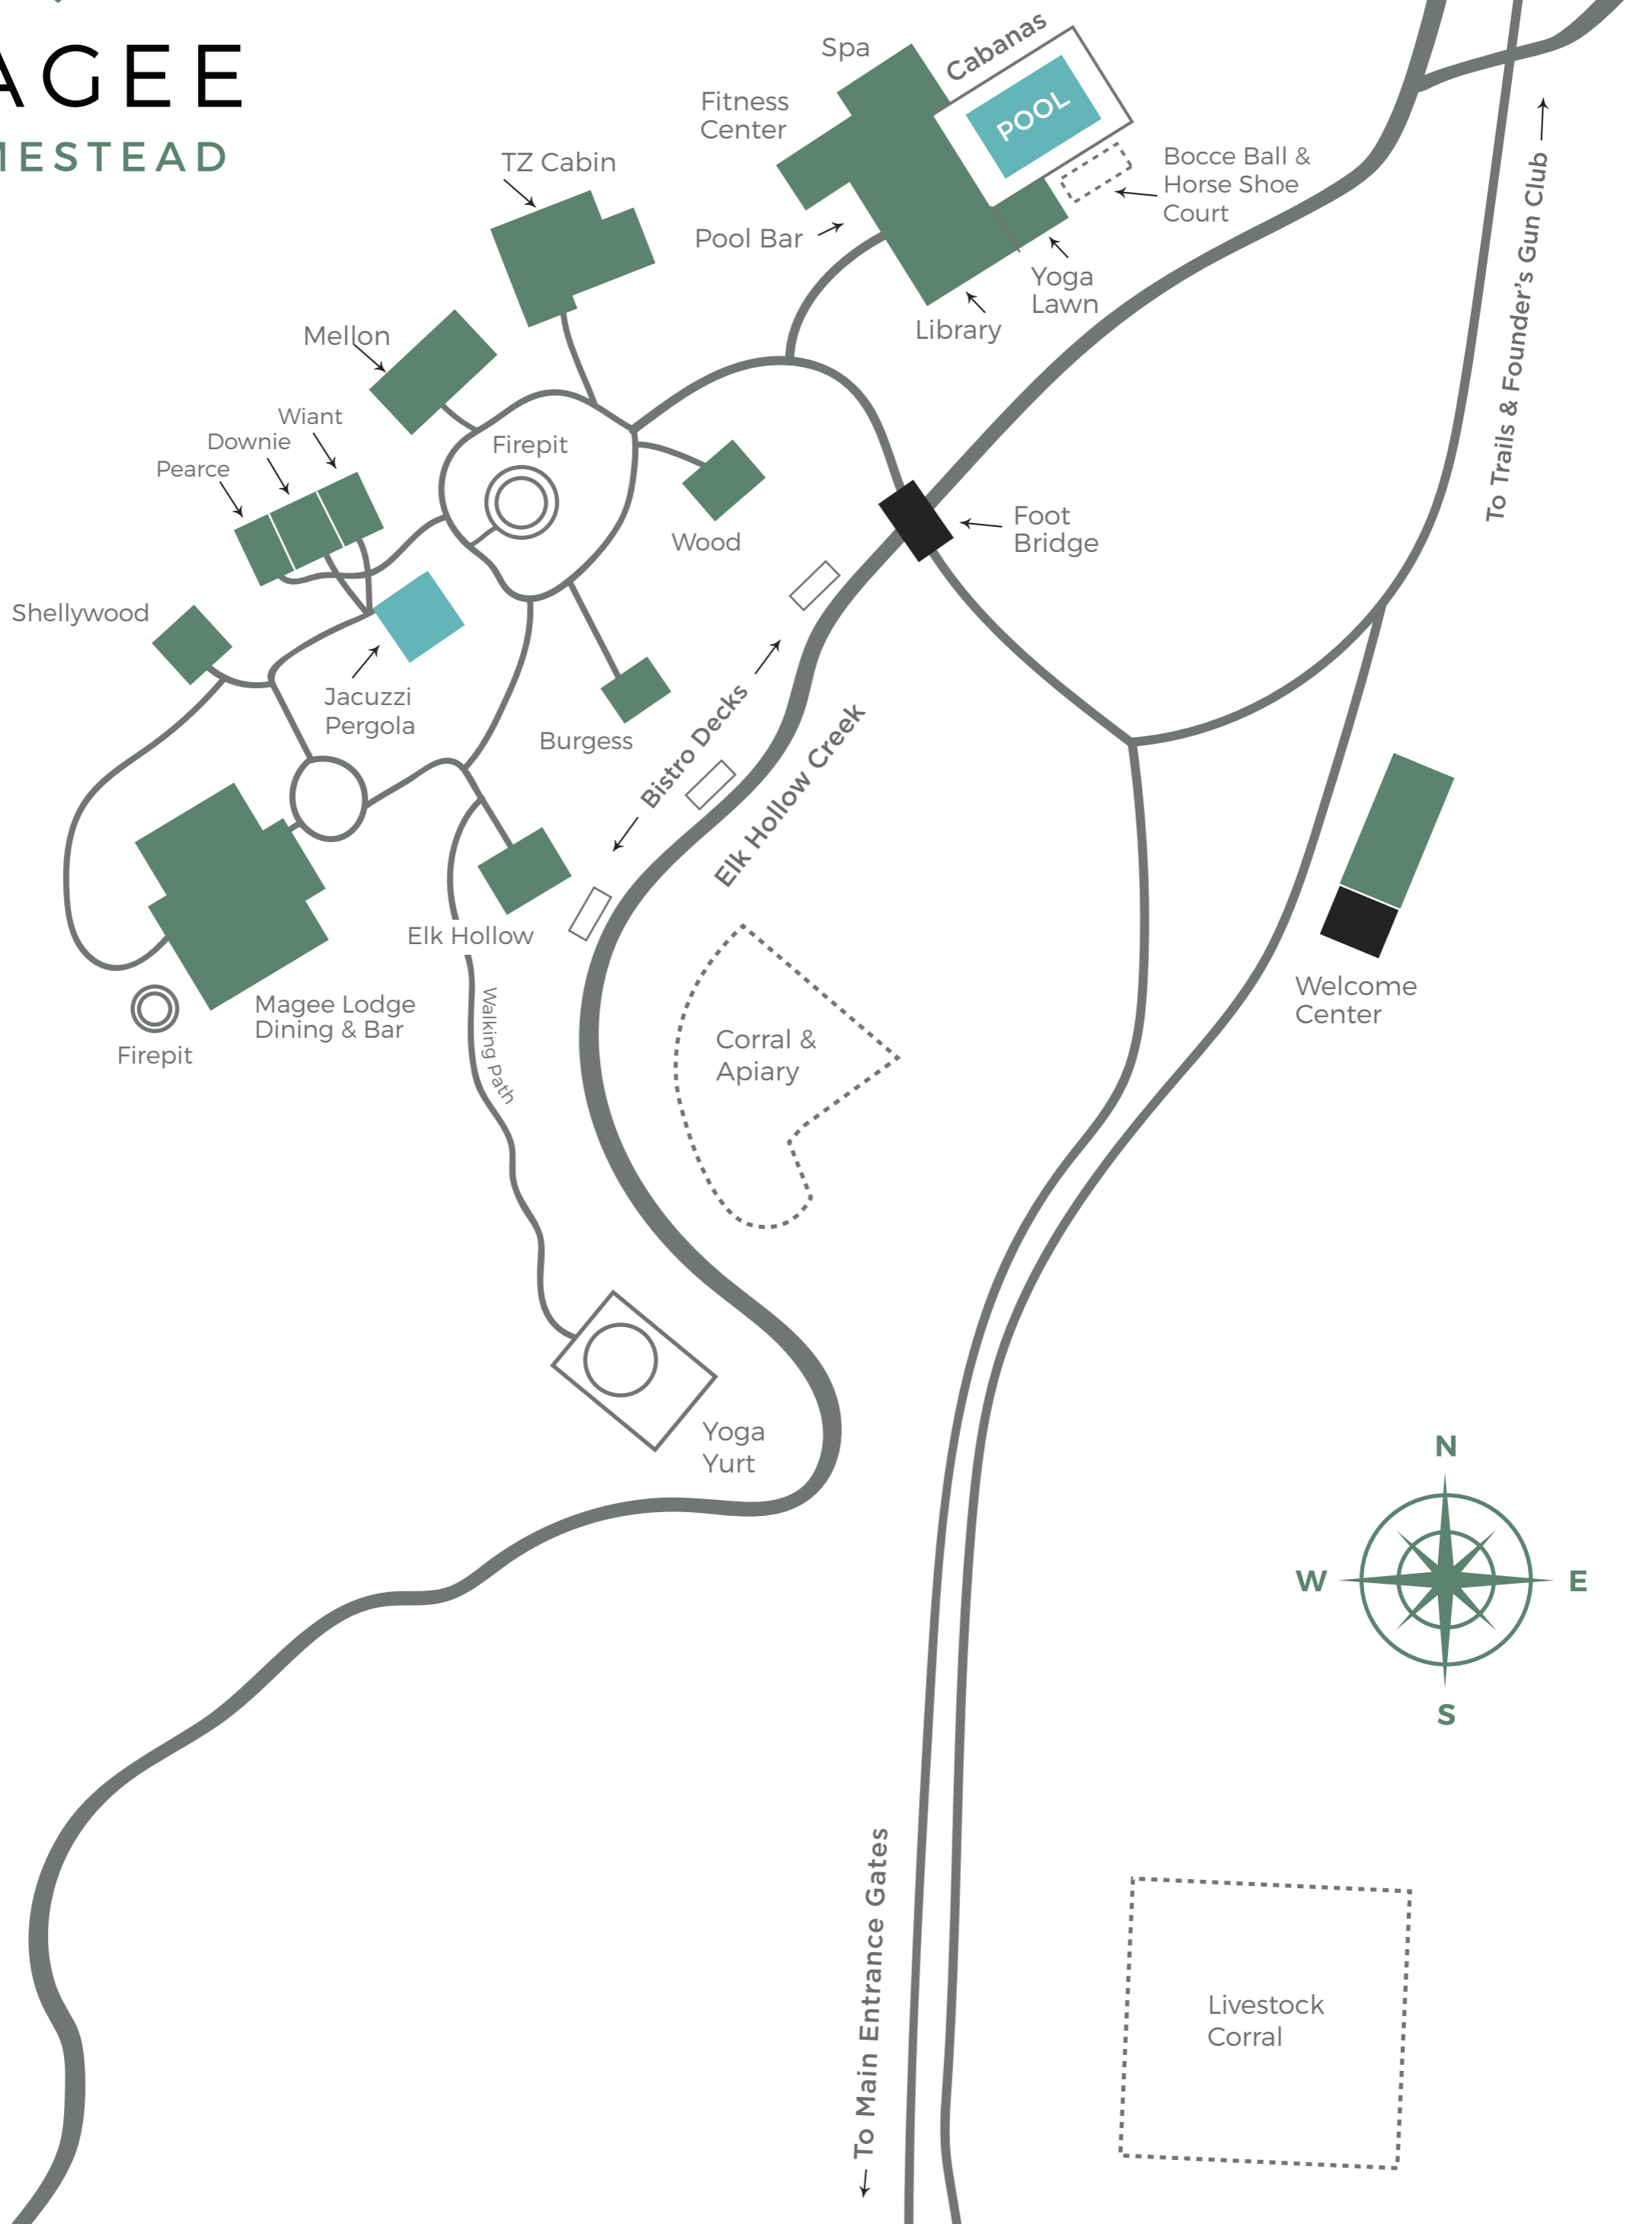 AGEE
MESTEAD
Spa
Cabanas
POOL
Fitness
Center
TZ Cabin
Bocce Ball &
Horse Shoe
Court
Pool Bar
Yoga
Lawn
Library
To Trails & Founder's Gun Club
Mellon
Wiant
Downie
Pearce
Firepit
Wood
Foot
Bridge
Shellywood
Jacuzzi
Pergola
Burgess
Bistro Decks
Elk Hollow Creek
Elk Hollow
Magee Lodge
Dining & Bar
Firepit
Walking Path
Corral &
Apiary
Welcome
Center
Yoga
Yurt
N
W
E
S
To Main Entrance Gates
Livestock
Corral